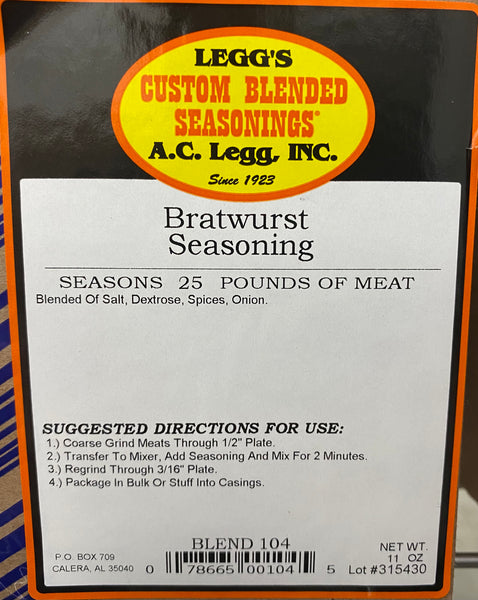 LEGG'S
CUSTOM BLENDED
SEASONINGS®
A.C. Legg, INC.
Since 1923
Bratwurst
Seasoning
SEASONS 25 POUNDS OF MEAT
Blended Of Salt, Dextrose, Spices, Onion.
SUGGESTED DIRECTIONS FOR USE:
1.) Coarse Grind Meats Through 1/2" Plate.
2.) Transfer To Mixer, Add Seasoning And Mix For 2 Minutes.
3.) Regrind Through 3/16" Plate.
4.) Package In Bulk Or Stuff Into Casings.
BLEND 104
P.O. BOX 709
CALERA, AL 35040
0 78665 00104 5
NET WT.
11 OZ
Lot #315430